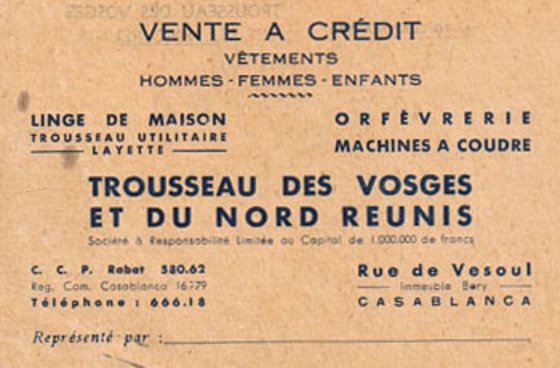 VENTE A CRÉDIT
VÊTEMENTS
HOMMES - FEMMES - ENFANTS
LINGE DE MAISON
TROUSSEAU UTILITAIRE
LAYETTE
ORFÈVRERIE
MACHINES A COUDRE
TROUSSEAU DES VOSGES
ET DU NORD REUNIS
Société à Responsabilité Limitée au Capital de 1.000.000 de francs
C. C. P. Rabat 580.62
Reg. Com. Casablanca 16779
Téléphone : 666.18
Rue de Vesoul
Immeuble Bery
CASABLANCA
Représenté par :